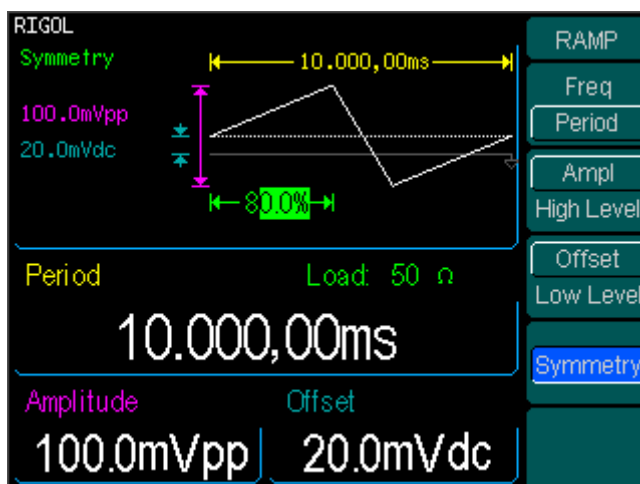 RIGOL
Symmetry
10.000,00ms
100.0mVpp
20.0mVdc
80.0%
Period
Load: 50 Ω
10.000,00ms
Amplitude
Offset
100.0mVpp
20.0mVdc
RAMP
Freq
Period
Ampl
High Level
Offset
Low Level
Symmetry